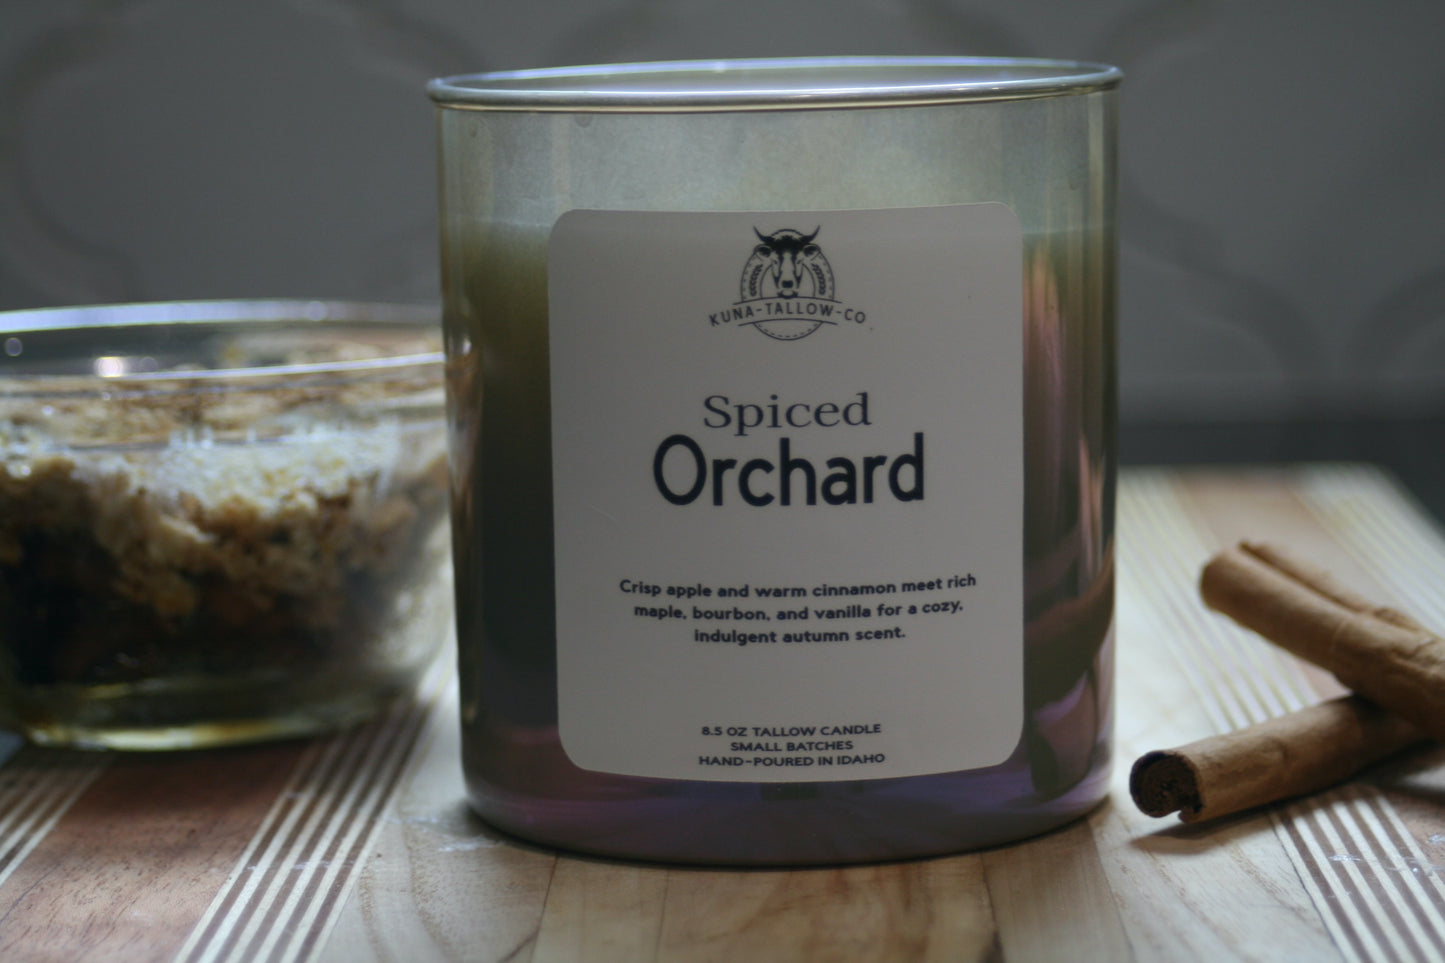 KUNA-TALLOW-CO
Spiced
Orchard
Crisp apple and warm cinnamon meet rich
maple, bourbon, and vanilla for a cozy,
indulgent autumn scent.
8.5 OZ TALLOW CANDLE
SMALL BATCHES
HAND-POURED IN IDAHO